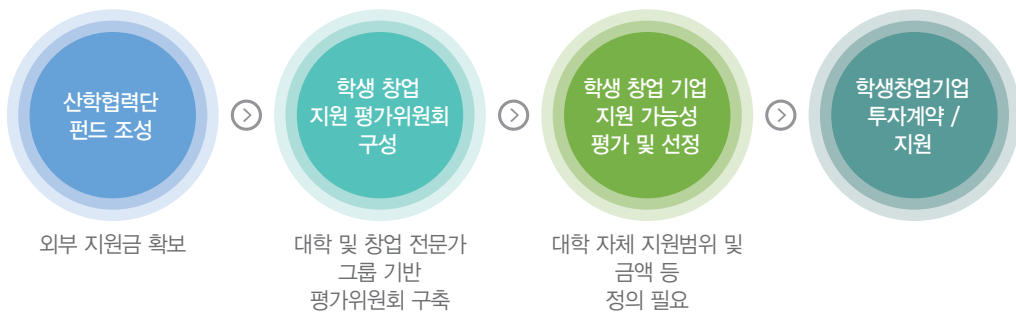 산학협력단
펀드 조성
학생 창업
지원 평가위원회
구성
학생 창업 기업
지원 가능성
평가 및 선정
학생창업기업
투자계약 /
지원
외부 지원금 확보
대학 및 창업 전문가
그룹 기반
평가위원회 구축
대학 자체 지원범위 및
금액 등
정의 필요